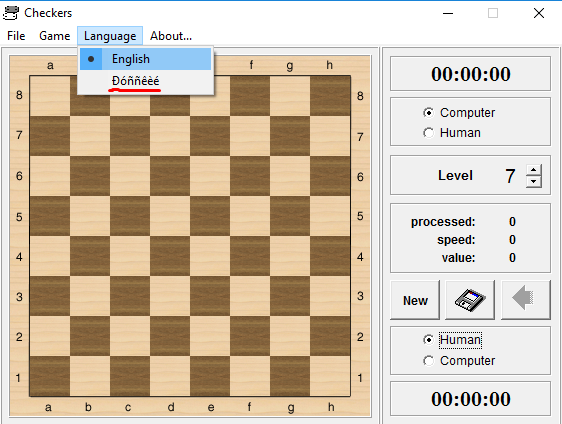 Checkers
File Game Language About...
English
Ðóññêèé
a f g h
8 8
7 7
6 6
5 5
4 4
3 3
2 2
1 1
a b c d e f g h
00:00:00
Computer
Human
Level 7
processed: 0
speed: 0
value: 0
New
Human
Computer
00:00:00